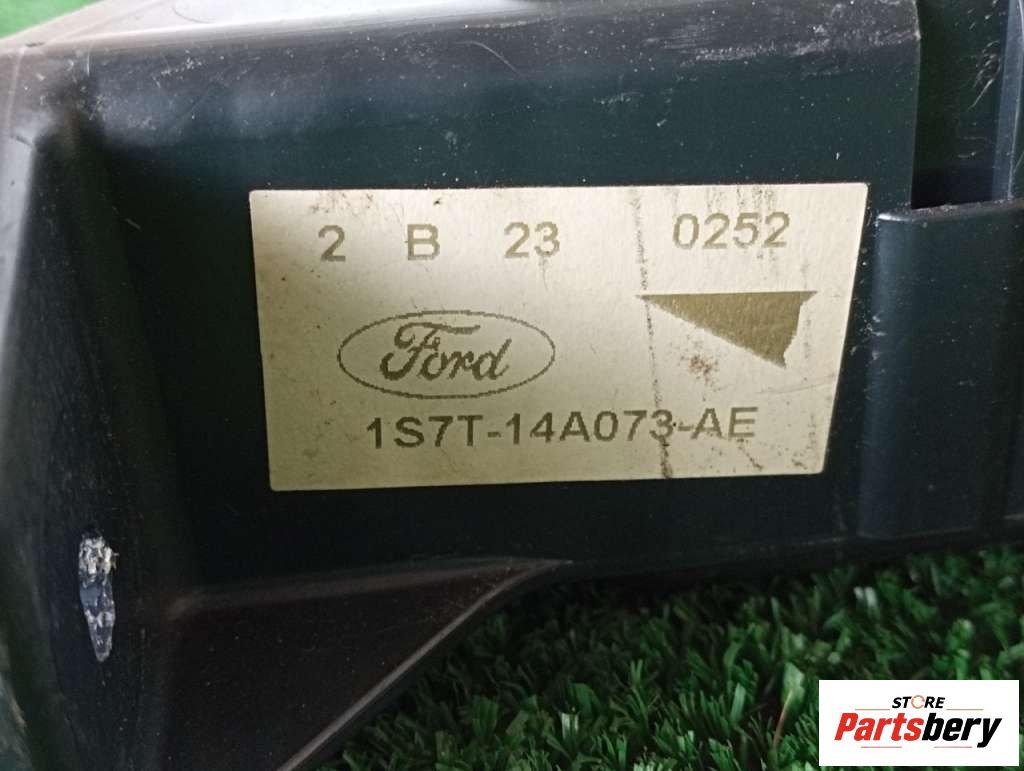 2 B 23 0252
Ford
1S7T-14A073-AE
STORE
Partsbery